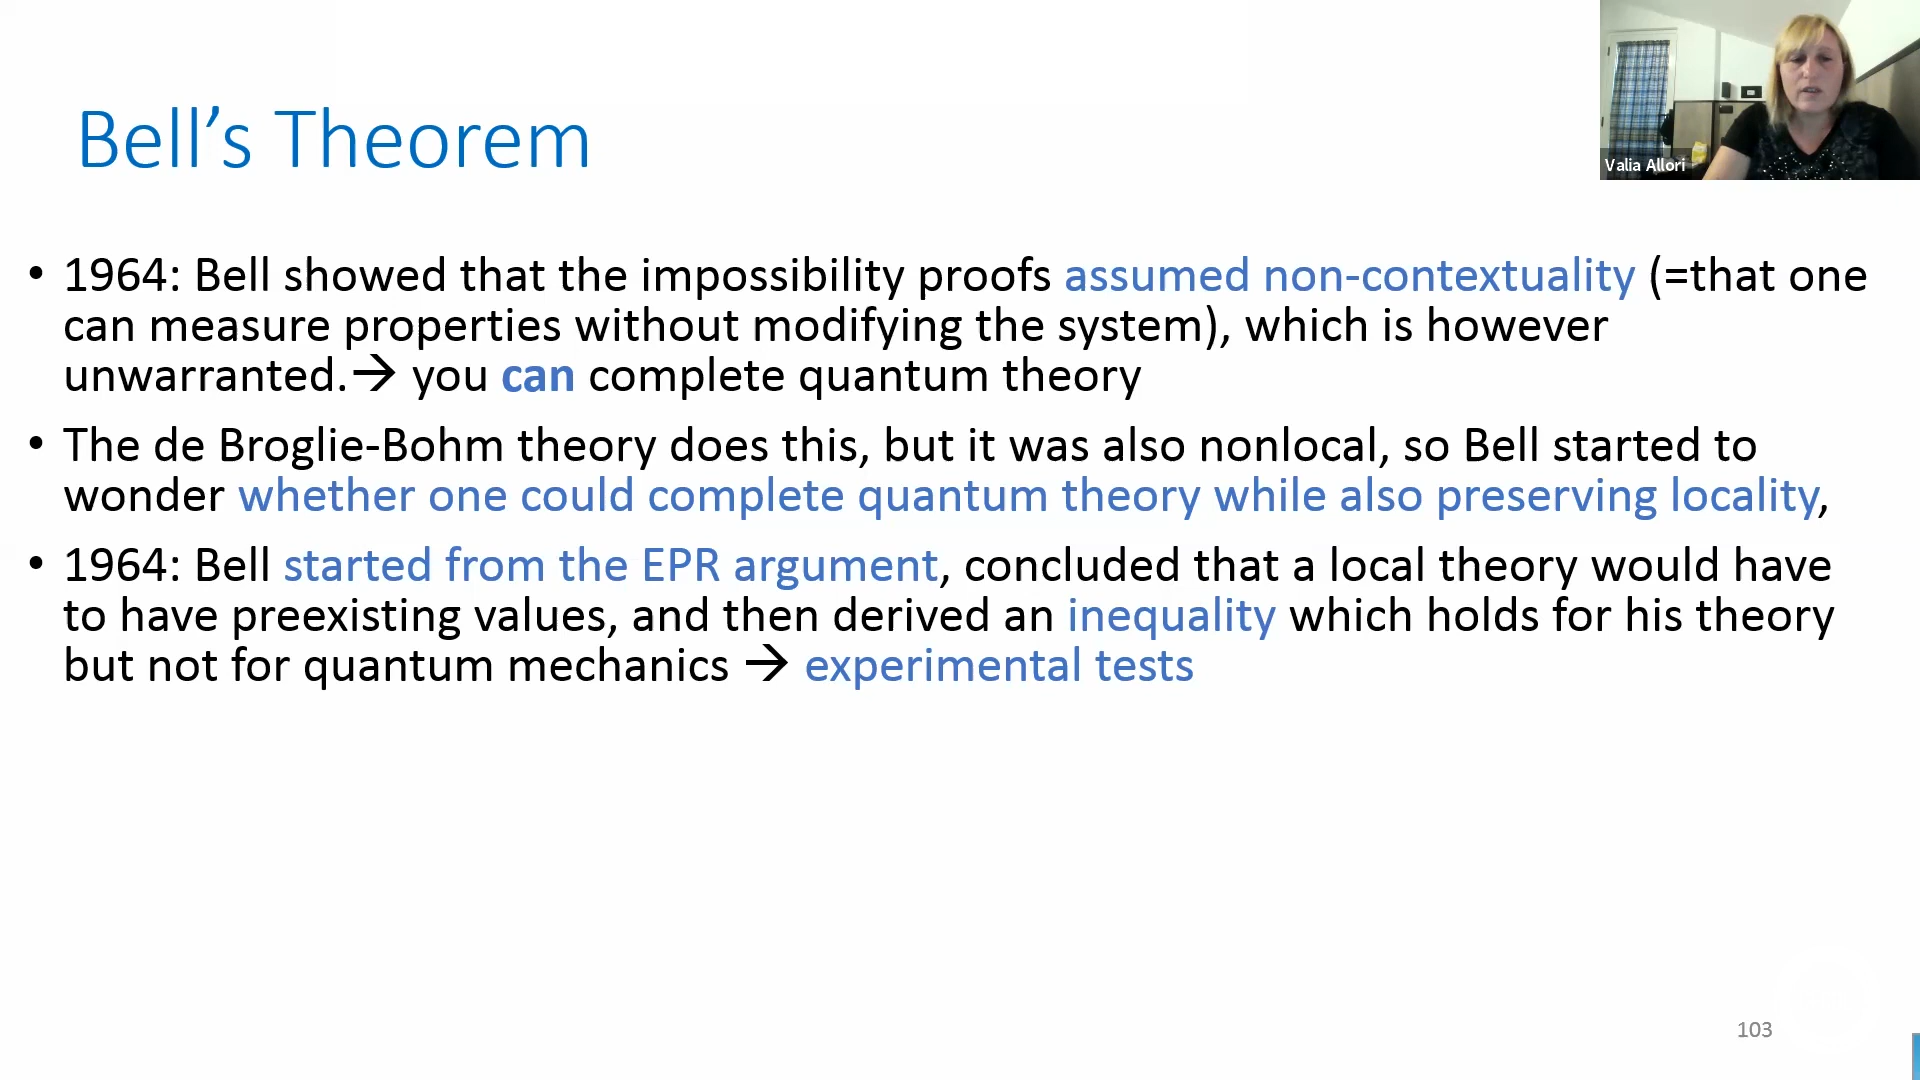 Bell’s Theorem
Valia Allori
• 1964: Bell showed that the impossibility proofs assumed non-contextuality (=that one
can measure properties without modifying the system), which is however
unwarranted.→ you can complete quantum theory
• The de Broglie-Bohm theory does this, but it was also nonlocal, so Bell started to
wonder whether one could complete quantum theory while also preserving locality,
• 1964: Bell started from the EPR argument, concluded that a local theory would have
to have preexisting values, and then derived an inequality which holds for his theory
but not for quantum mechanics → experimental tests
103